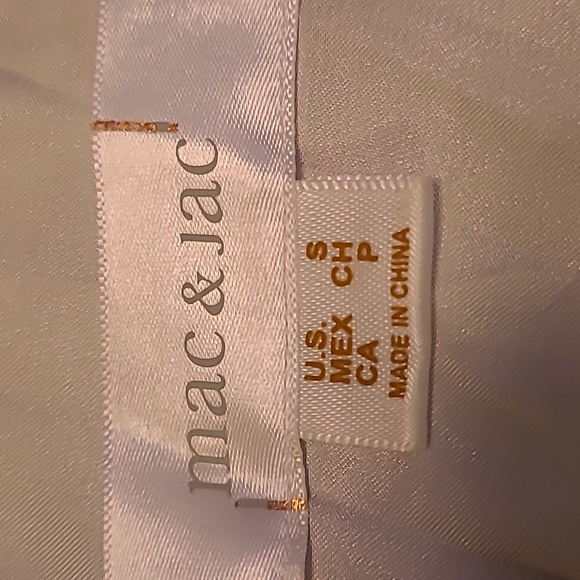 mac & jac
U.S. S
MEX CH
CA P
MADE IN CHINA